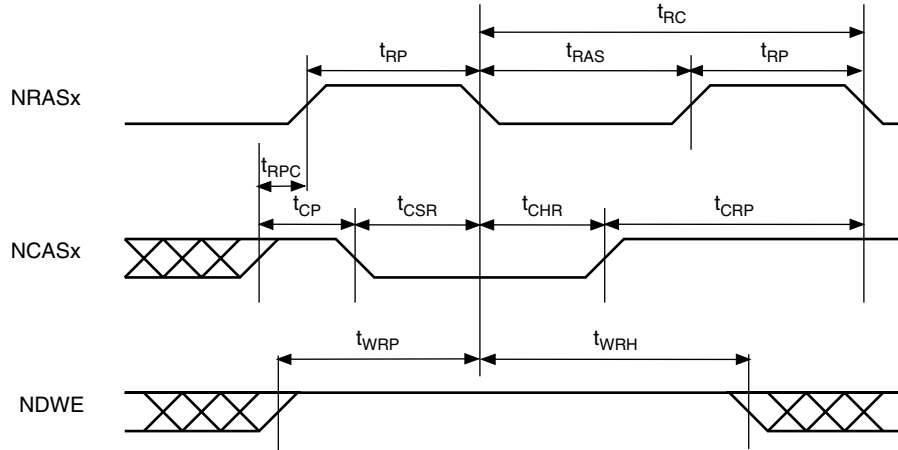 tRC
tRP tRAS tRP
NRASx
tRPC
tCP tCSR tCHR tCRP
NCASx
tWRP tWRH
NDWE